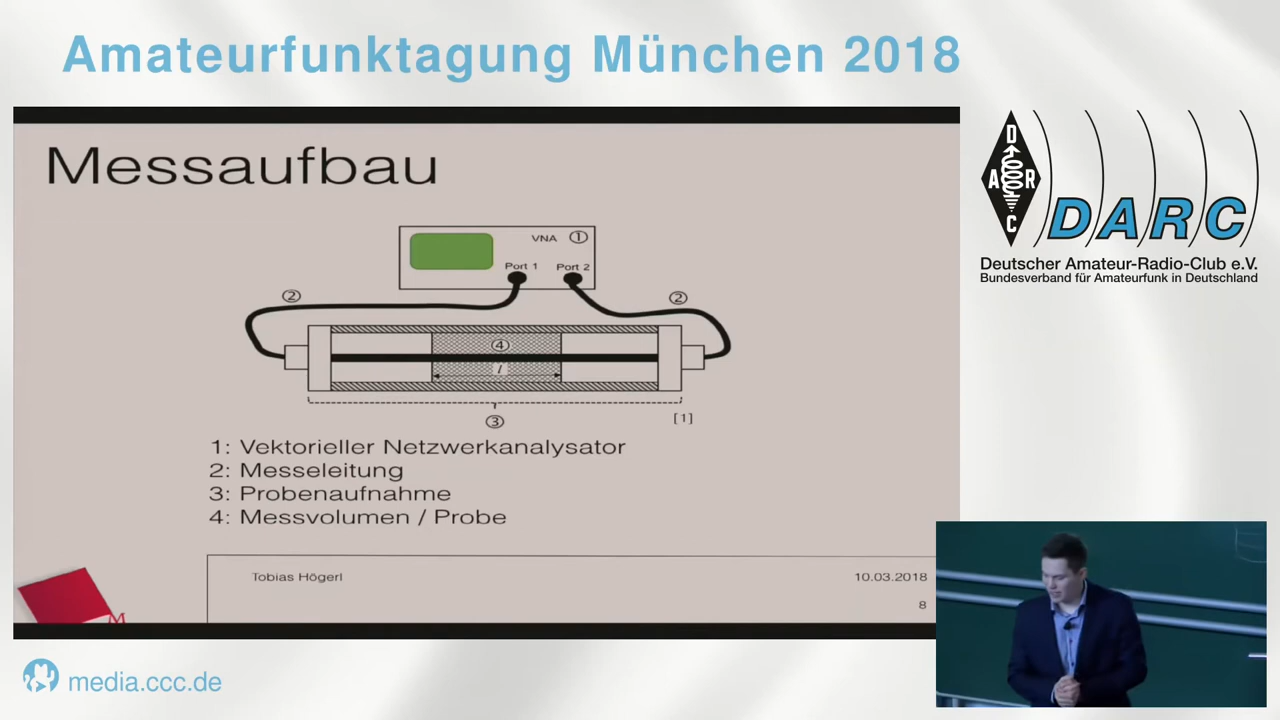 Amateurfunktagung München 2018
Messaufbau
VNA ①
Port 1 Port 2
② ②
④
l
③
[1]
1: Vektorieller Netzwerkanalysator
2: Messeleitung
3: Probenaufnahme
4: Messvolumen / Probe
Tobias Högerl 10.03.2018
8
M
D
A R
C
DARC
Deutscher Amateur-Radio-Club e.V.
Bundesverband für Amateurfunk in Deutschland
media.ccc.de